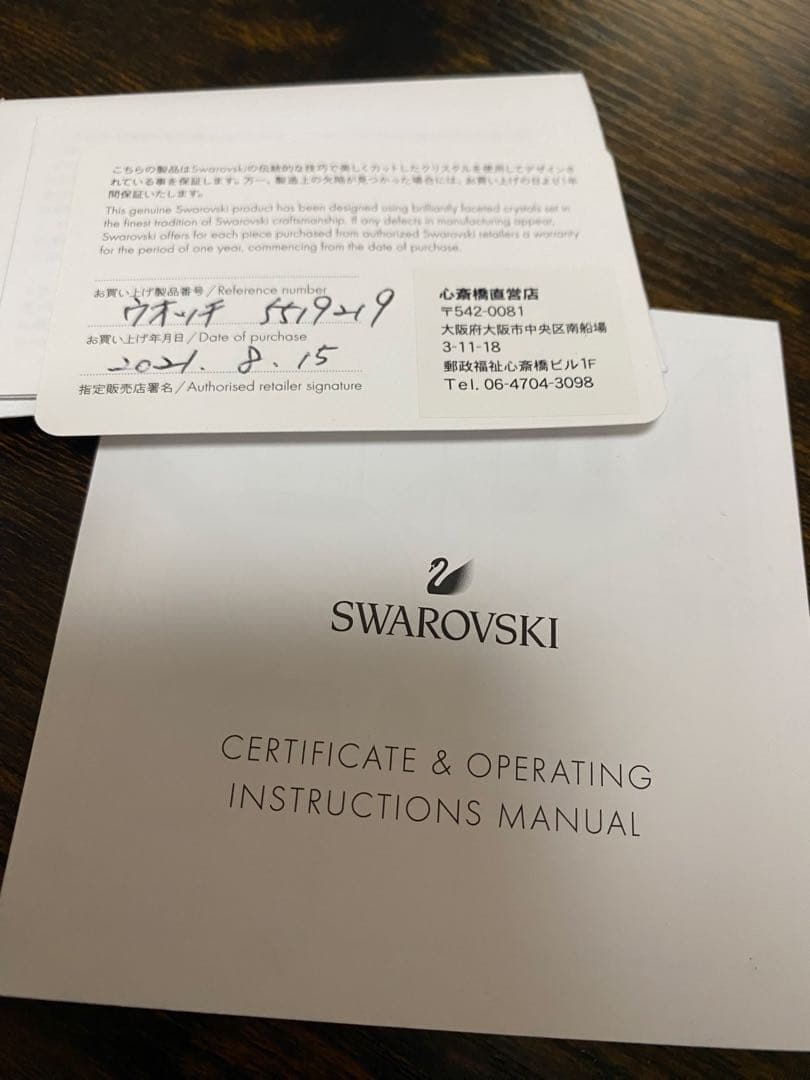 こちらの製品はSwarovskiの伝統的な技巧で美しくカットしたクリスタルを使用してデザインさ
れている事を保証します。万一、製造上の欠陥が見つかった場合には、お買い上げの日より1年
間保証いたします。
This genuine Swarovski product has been designed using brilliantly faceted crystals set in
the finest tradition of Swarovski craftsmanship. If any defects in manufacturing appear,
Swarovski offers for each piece purchased from authorized Swarovski retailers a warranty
for the period of one year, commencing from the date of purchase.
お買い上げ製品番号/Reference number
ウオッチ 5519219
お買い上げ年月日/Date of purchase
2021. 8. 15
指定販売店署名/Authorised retailer signature
心斎橋直営店
〒542-0081
大阪府大阪市中央区南船場
3-11-18
郵政福祉心斎橋ビル1F
Tel. 06-4704-3098
SWAROVSKI
CERTIFICATE & OPERATING
INSTRUCTIONS MANUAL